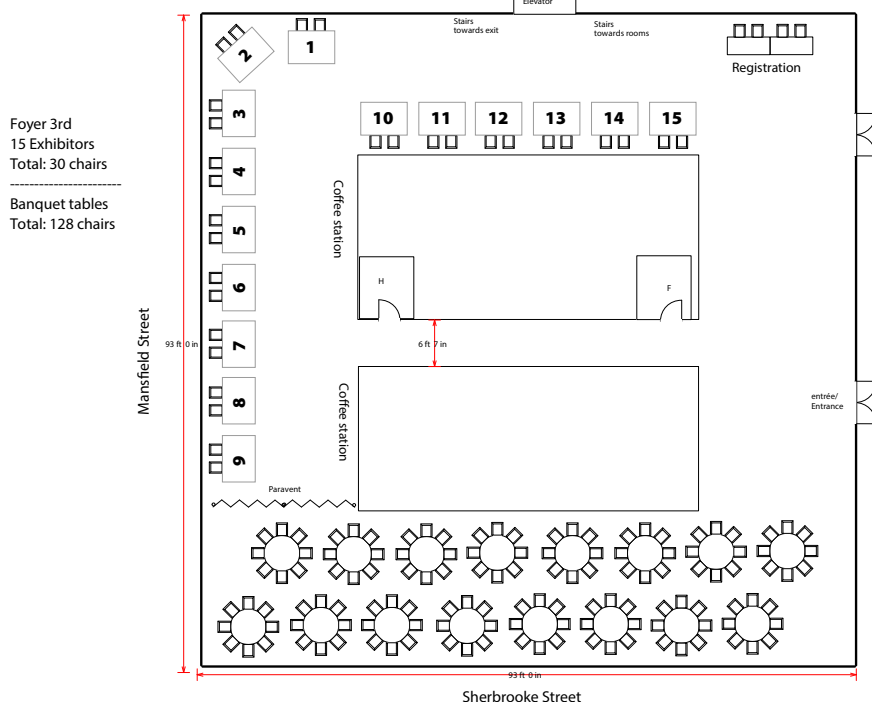 Elevator
Stairs
towards exit
Stairs
towards rooms
Registration
1
2
3
4
5
6
7
8
9
10
11
12
13
14
15
Foyer 3rd
15 Exhibitors
Total: 30 chairs
-----------------------
Banquet tables
Total: 128 chairs
Coffee station
H
F
Mansfield Street
93 ft 0 in
6 ft 7 in
Coffee station
entrée/
Entrance
Paravent
93 ft 0 in
Sherbrooke Street